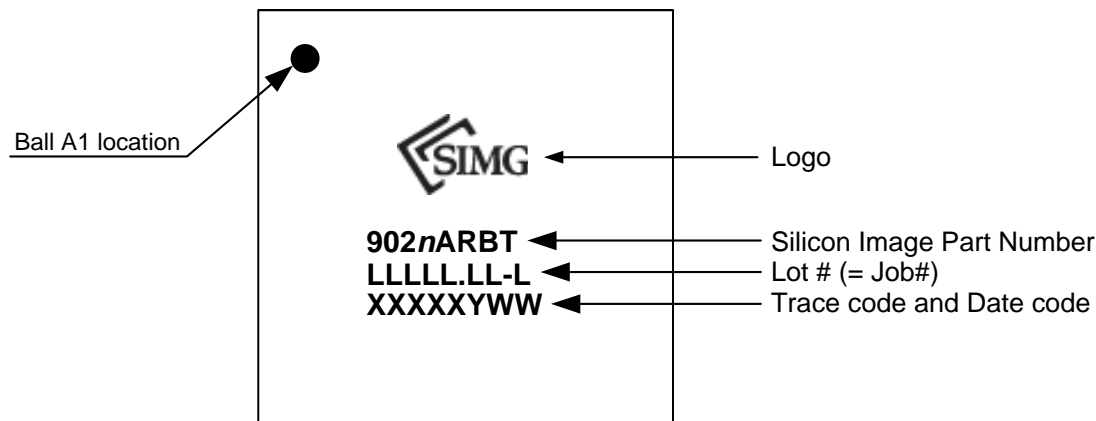 Ball A1 location
SIMG
Logo
902nARBT
Silicon Image Part Number
LLLLL.LL-L
Lot # (= Job#)
XXXXXYWW
Trace code and Date code